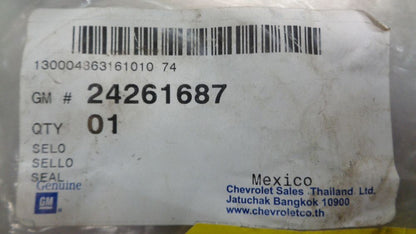 130004863161010 74
GM # 24261687
QTY 01
SELO
SELLO
SEAL
Genuine
GM
Mexico
Chevrolet Sales Thailand Ltd.
Jatuchak Bangkok 10900
www.chevroletco.th